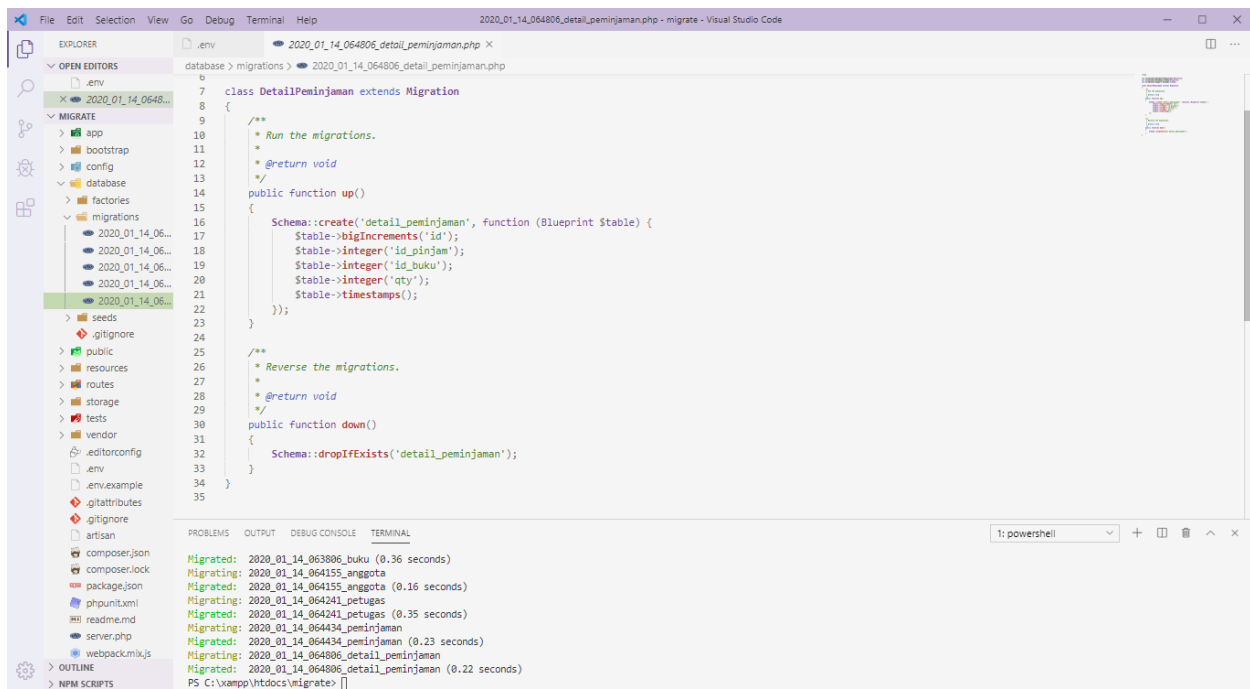 File Edit Selection View Go Debug Terminal Help 2020_01_14_064806_detail_peminjaman.php - migrate - Visual Studio Code
EXPLORER
OPEN EDITORS
.env
2020_01_14_0648...
MIGRATE
app
bootstrap
config
database
factories
migrations
2020_01_14_06...
2020_01_14_06...
2020_01_14_06...
2020_01_14_06...
2020_01_14_06...
seeds
.gitignore
public
resources
routes
storage
tests
vendor
.editorconfig
.env
.env.example
.gitattributes
.gitignore
artisan
composer.json
composer.lock
package.json
phpunit.xml
readme.md
server.php
webpack.mix.js
OUTLINE
NPM SCRIPTS
.env 2020_01_14_064806_detail_peminjaman.php
database > migrations > 2020_01_14_064806_detail_peminjaman.php
6
7 class DetailPeminjaman extends Migration
8 {
9 /**
10 * Run the migrations.
11 *
12 * @return void
13 */
14 public function up()
15 {
16 Schema::create('detail_peminjaman', function (Blueprint $table) {
17 $table->bigIncrements('id');
18 $table->integer('id_pinjam');
19 $table->integer('id_buku');
20 $table->integer('qty');
21 $table->timestamps();
22 });
23 }
24
25 /**
26 * Reverse the migrations.
27 *
28 * @return void
29 */
30 public function down()
31 {
32 Schema::dropIfExists('detail_peminjaman');
33 }
34 }
35
PROBLEMS OUTPUT DEBUG CONSOLE TERMINAL 1: powershell
Migrated: 2020_01_14_063806_buku (0.36 seconds)
Migrating: 2020_01_14_064155_anggota
Migrated: 2020_01_14_064155_anggota (0.16 seconds)
Migrating: 2020_01_14_064241_petugas
Migrated: 2020_01_14_064241_petugas (0.35 seconds)
Migrating: 2020_01_14_064434_peminjaman
Migrated: 2020_01_14_064434_peminjaman (0.23 seconds)
Migrating: 2020_01_14_064806_detail_peminjaman
Migrated: 2020_01_14_064806_detail_peminjaman (0.22 seconds)
PS C:\xampp\htdocs\migrate>